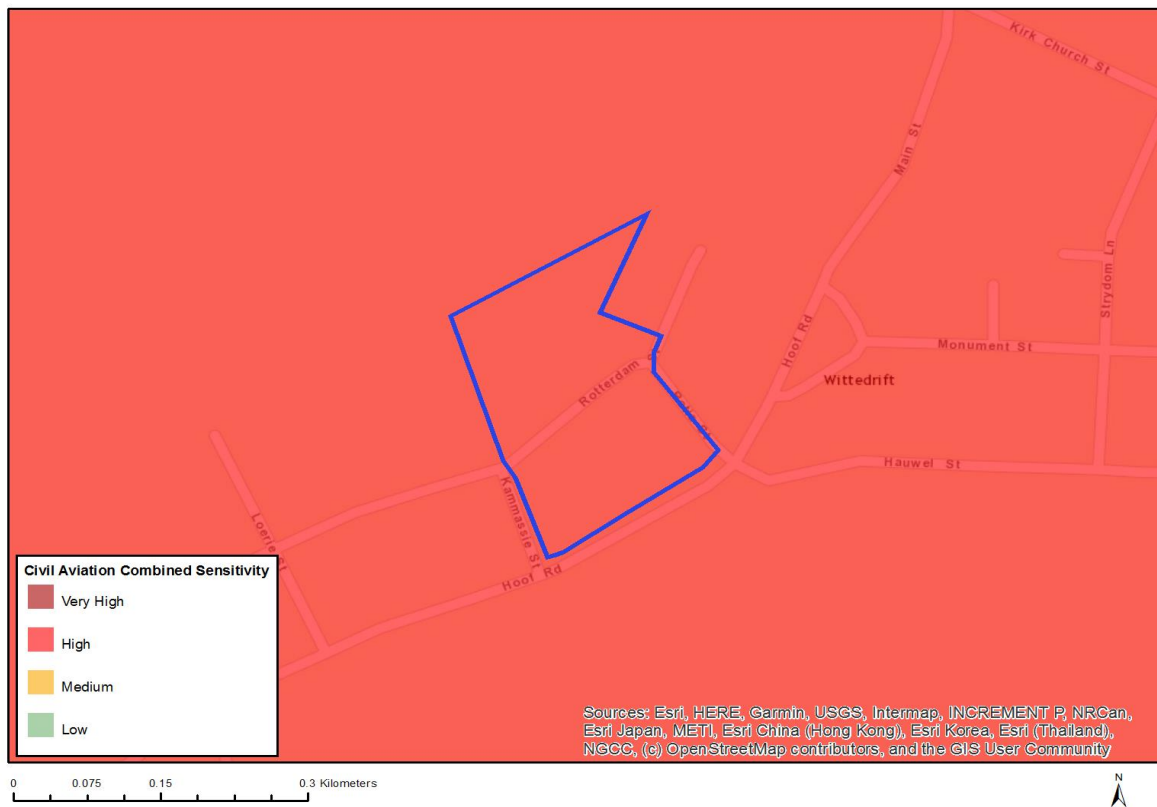 Kirk Church St
Main St
Strydom Ln
Hoof Rd
Monument St
Rotterdam St
Wittedrift
Hauwel St
Kammassie St
Loerie St
Hoof Rd
Civil Aviation Combined Sensitivity
Very High
High
Medium
Low
Sources: Esri, HERE, Garmin, USGS, Intermap, INCREMENT P, NRCan,
Esri Japan, METI, Esri China (Hong Kong), Esri Korea, Esri (Thailand),
NGCC, (c) OpenStreetMap contributors, and the GIS User Community
0 0.075 0.15 0.3 Kilometers
N